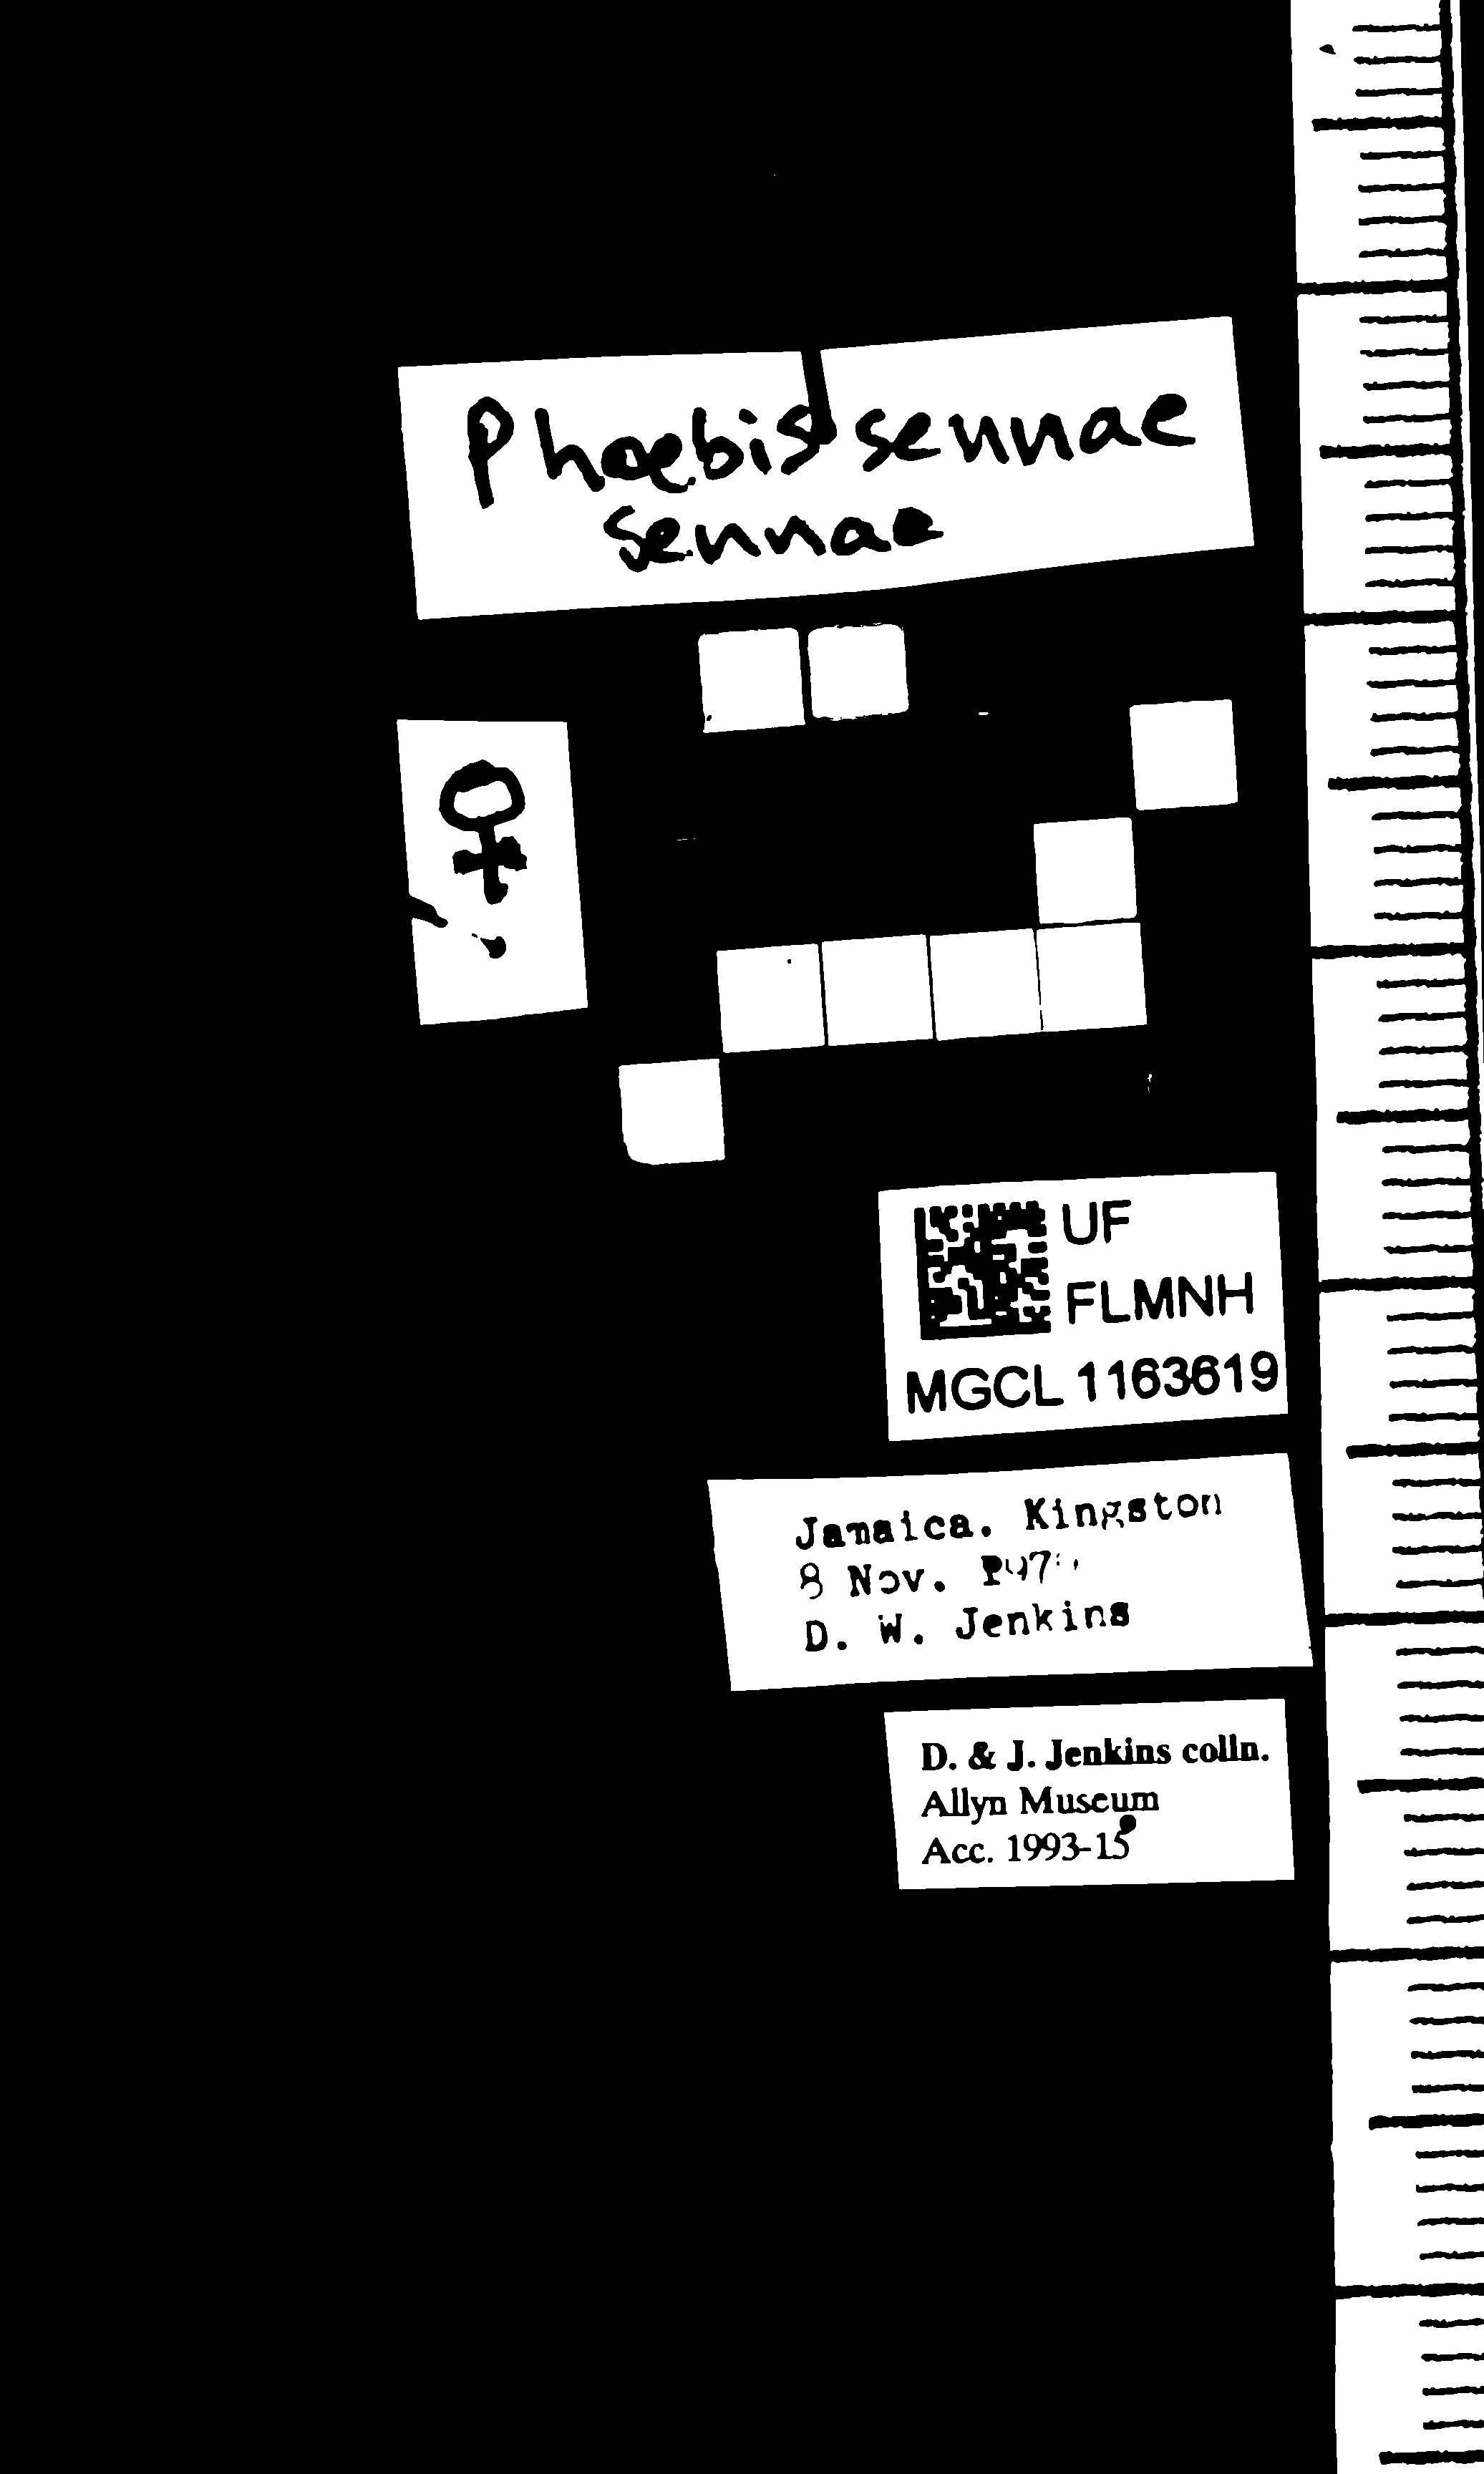 Phoebis sennae
sennae
♀
UF
FLMNH
MGCL 1163619
Jamaica. Kingston
8 Nov.
D. W. Jenkins
D. & J. Jenkins colln.
Allyn Museum
Acc. 1993-15